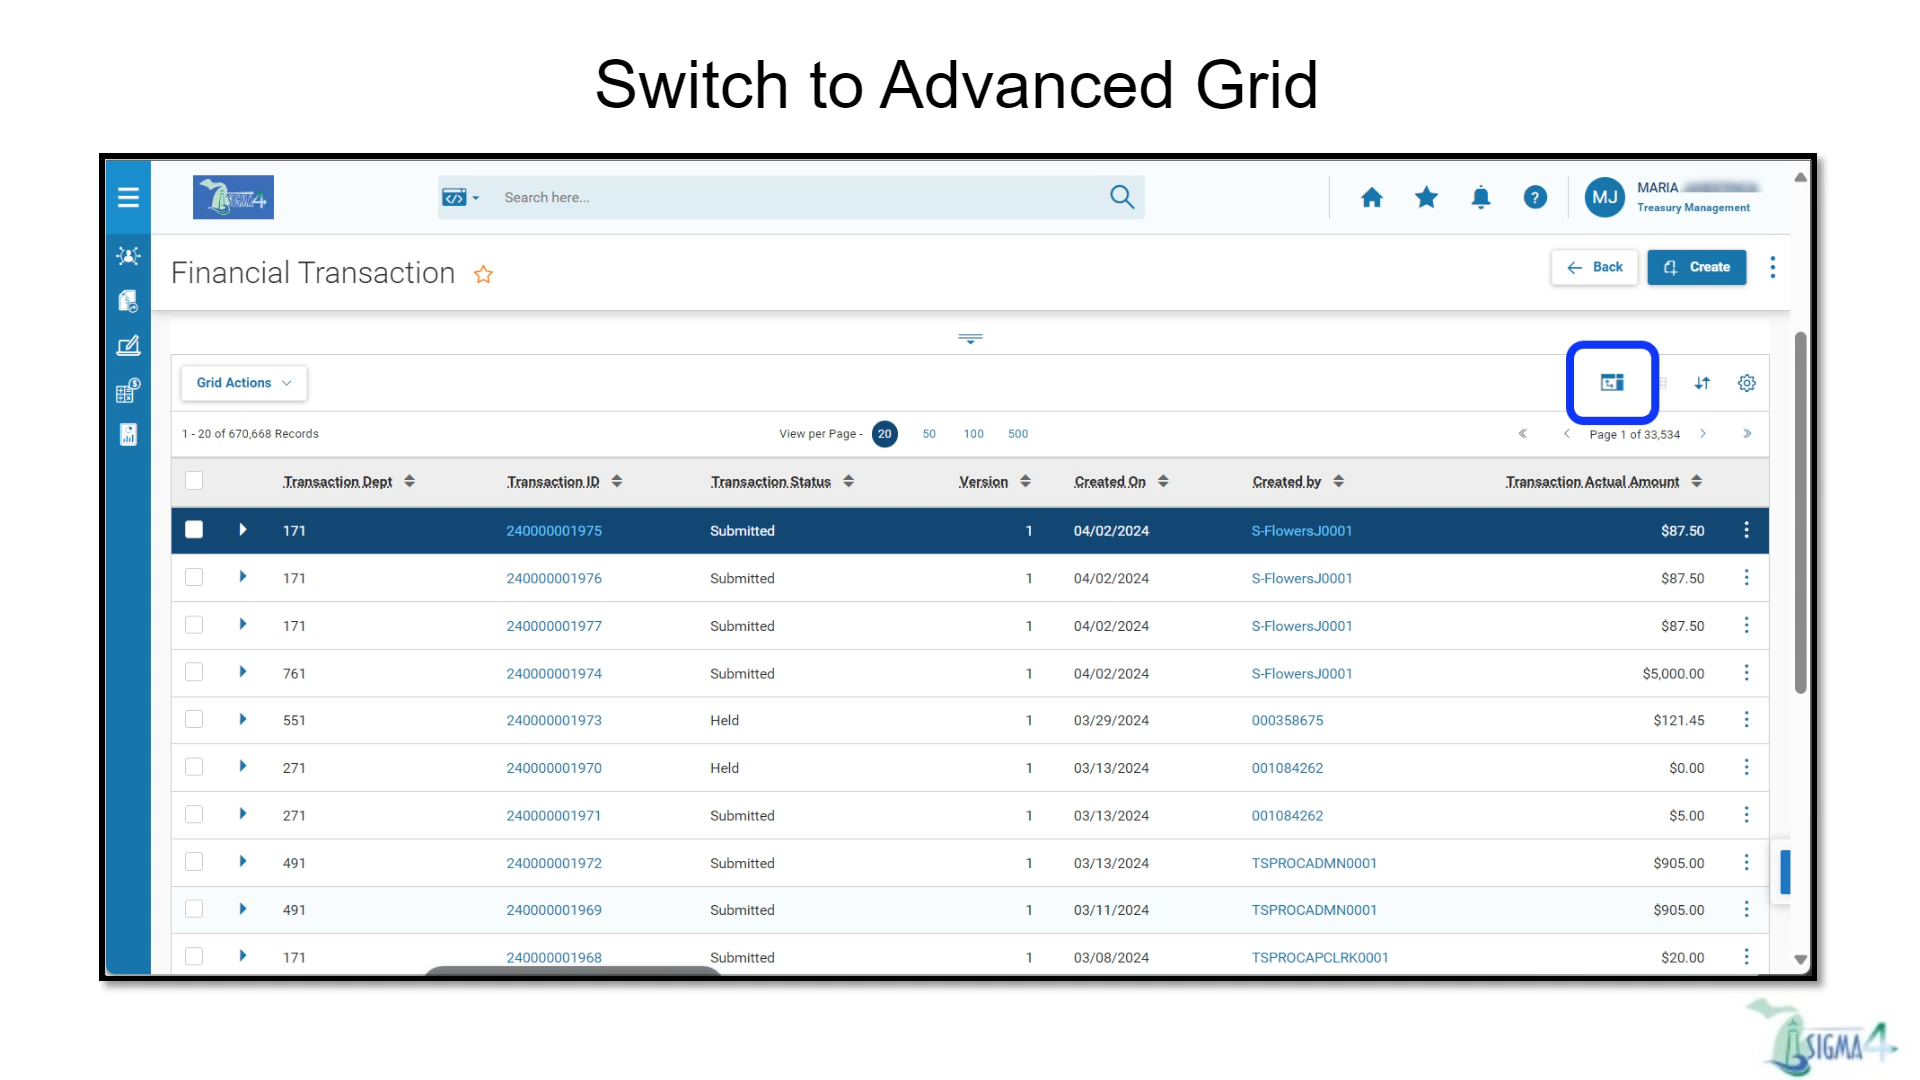 Switch to Advanced Grid
SIGMA4
Search here...
MJ
MARIA
Treasury Management
Financial Transaction
Back
Create
Grid Actions
1 - 20 of 670,668 Records
View per Page - 20 50 100 500
Page 1 of 33,534
Transaction Dept Transaction ID Transaction Status Version Created On Created by Transaction Actual Amount
171 240000001975 Submitted 1 04/02/2024 S-FlowersJ0001 $87.50
171 240000001976 Submitted 1 04/02/2024 S-FlowersJ0001 $87.50
171 240000001977 Submitted 1 04/02/2024 S-FlowersJ0001 $87.50
761 240000001974 Submitted 1 04/02/2024 S-FlowersJ0001 $5,000.00
551 240000001973 Held 1 03/29/2024 000358675 $121.45
271 240000001970 Held 1 03/13/2024 001084262 $0.00
271 240000001971 Submitted 1 03/13/2024 001084262 $5.00
491 240000001972 Submitted 1 03/13/2024 TSPROCADMN0001 $905.00
491 240000001969 Submitted 1 03/11/2024 TSPROCADMN0001 $905.00
171 240000001968 Submitted 1 03/08/2024 TSPROCAPCLRK0001 $20.00
SIGMA4